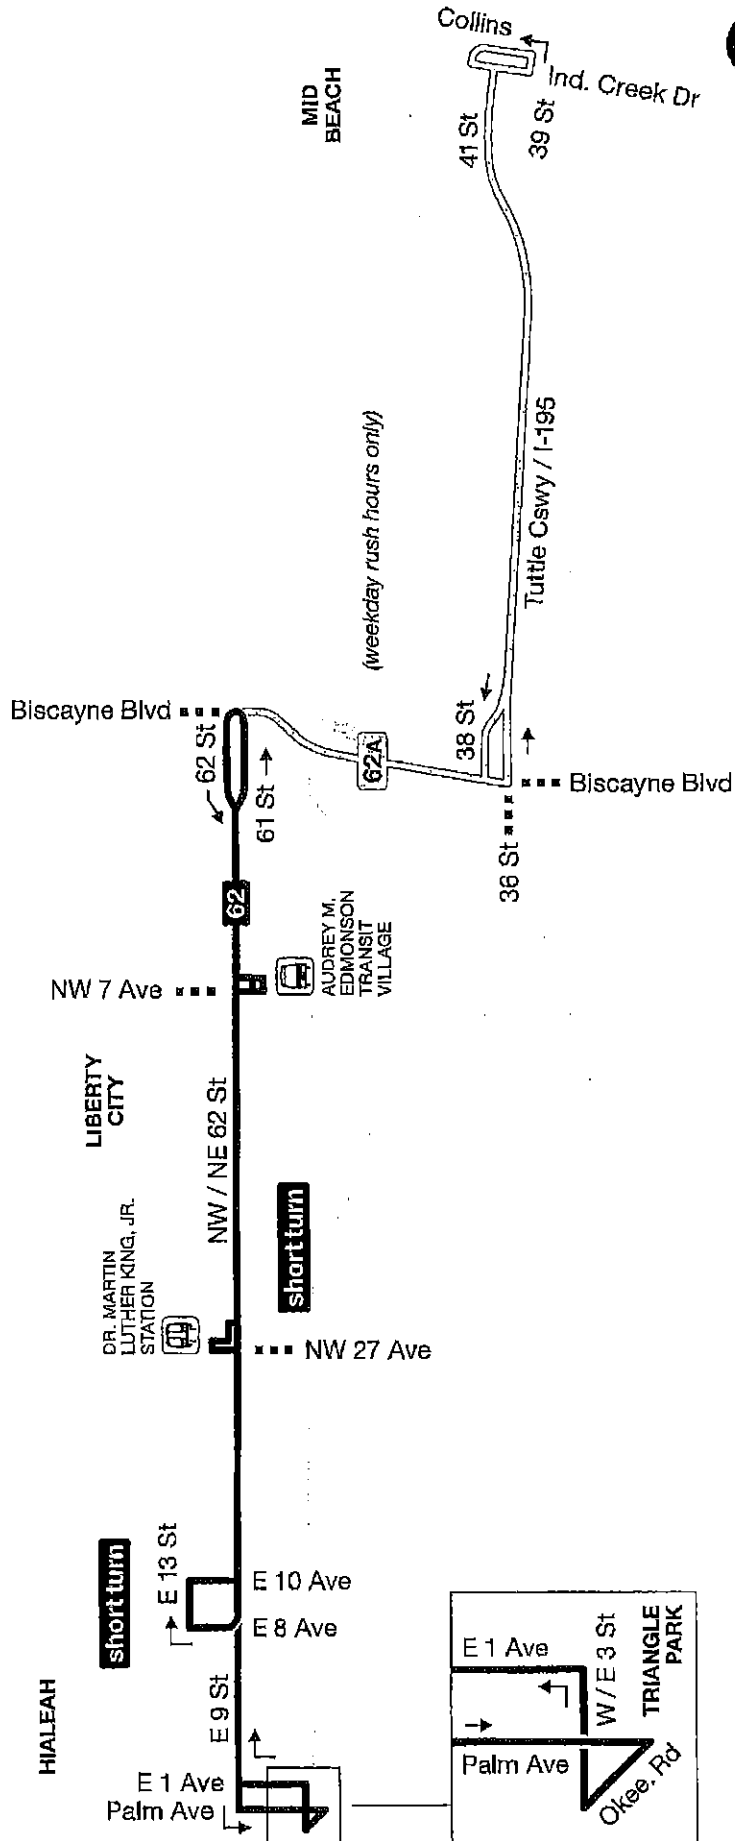 Collins
Ind. Creek Dr
MID
BEACH
41 St
39 St
Tuttle Cswy / I-195
(weekday rush hours only)
Biscayne Blvd
62 St
61 St
62A
38 St
Biscayne Blvd
36 St
62
NW 7 Ave
AUDREY M.
EDMONSON
TRANSIT
VILLAGE
LIBERTY
CITY
NW / NE 62 St
short turn
DR. MARTIN
LUTHER KING, JR.
STATION
NW 27 Ave
short turn
E 13 St
E 10 Ave
E 8 Ave
HIALEAH
E 9 St
E 1 Ave
Palm Ave
E 1 Ave
W / E 3 St
TRIANGLE
PARK
Palm Ave
Okee. Rd